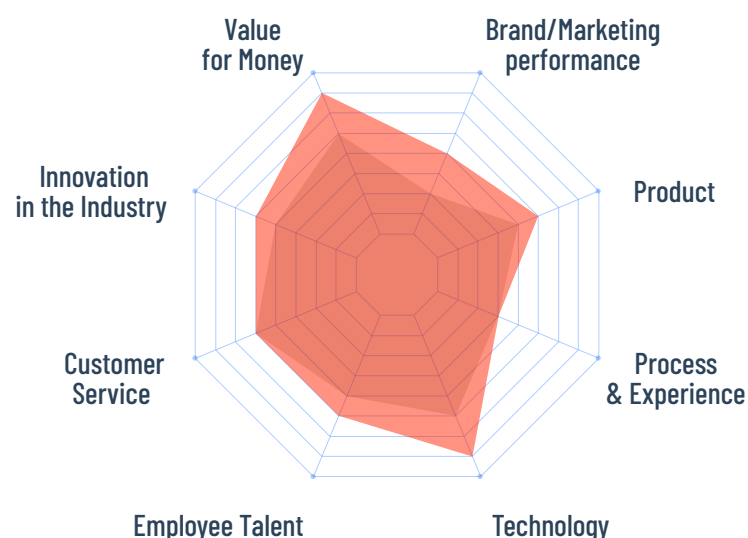 Value
for Money
Brand/Marketing
performance
Innovation
in the Industry
Product
Customer
Service
Process
& Experience
Employee Talent
Technology